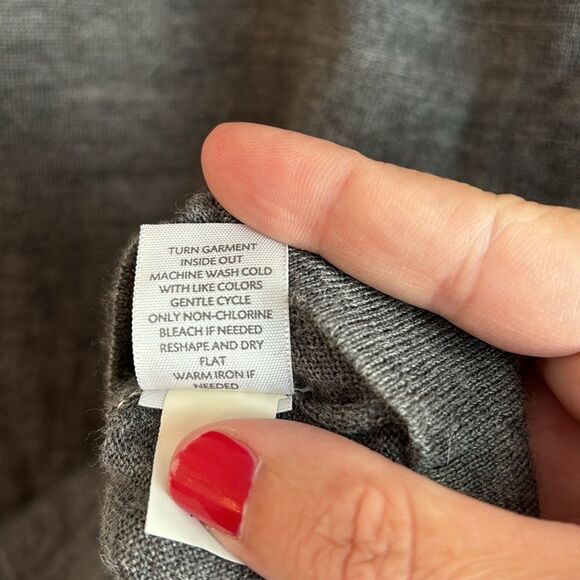 TURN GARMENT
INSIDE OUT
MACHINE WASH COLD
WITH LIKE COLORS
GENTLE CYCLE
ONLY NON-CHLORINE
BLEACH IF NEEDED
RESHAPE AND DRY
FLAT
WARM IRON IF
NEEDED